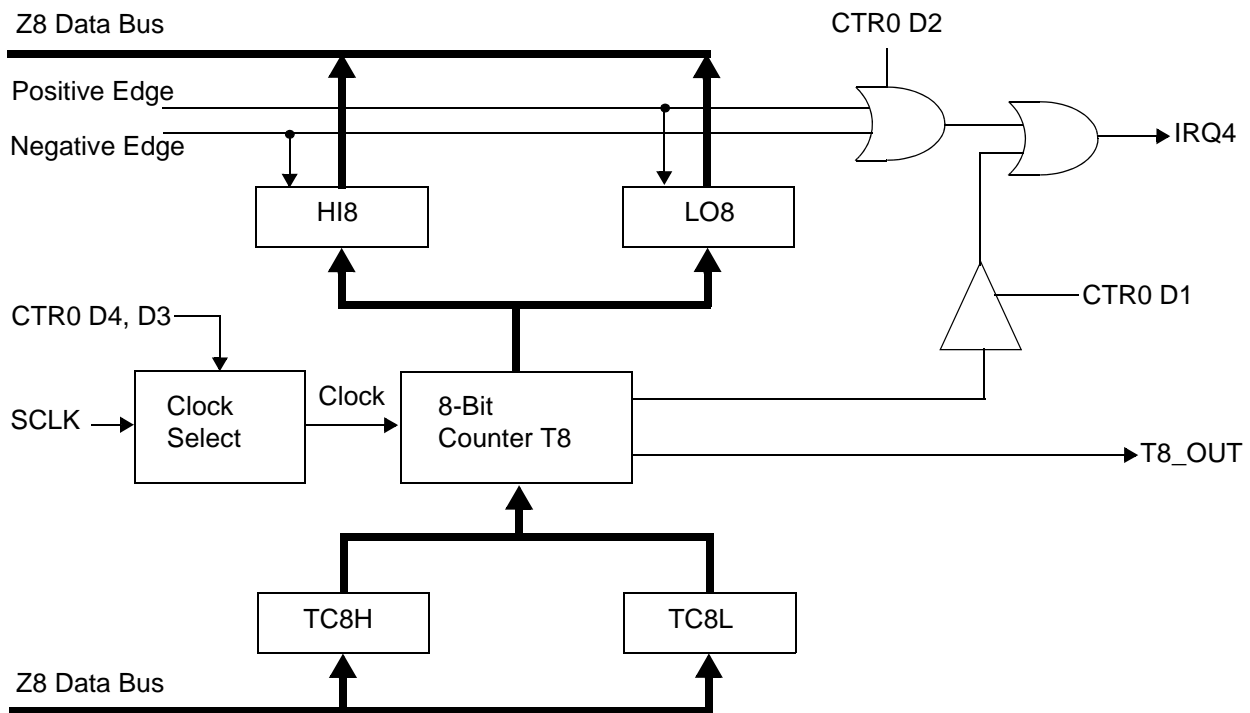 Z8 Data Bus
CTR0 D2
Positive Edge
Negative Edge
IRQ4
HI8
LO8
CTR0 D4, D3
CTR0 D1
SCLK
Clock
Select
Clock
8-Bit
Counter T8
T8_OUT
TC8H
TC8L
Z8 Data Bus